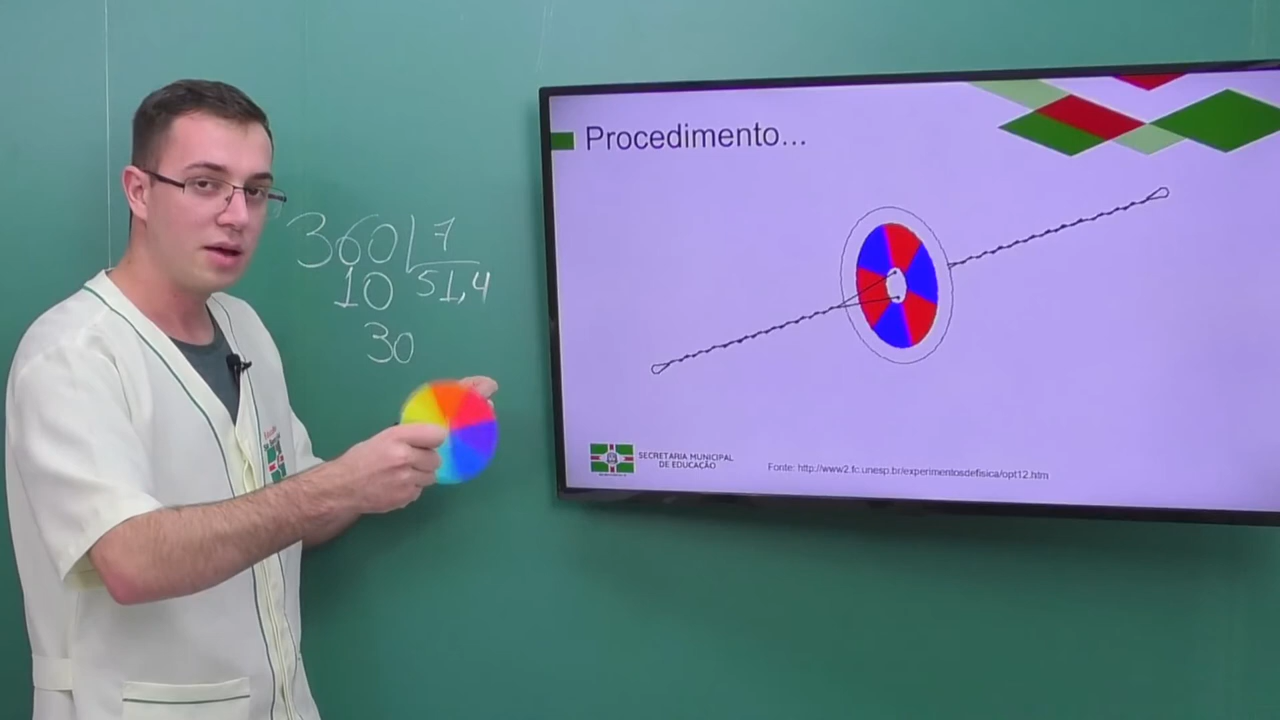 360 7
10 51,4
30
Procedimento...
SECRETARIA MUNICIPAL
DE EDUCAÇÃO
Fonte: http://www2.fc.unesp.br/experimentosdefisica/opt12.htm